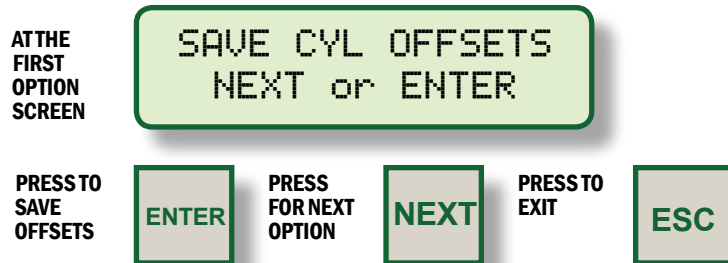 AT THE
FIRST
OPTION
SCREEN
SAVE CYL OFFSETS
NEXT or ENTER
PRESS TO
SAVE
OFFSETS
ENTER
PRESS
FOR NEXT
OPTION
NEXT
PRESS TO
EXIT
ESC